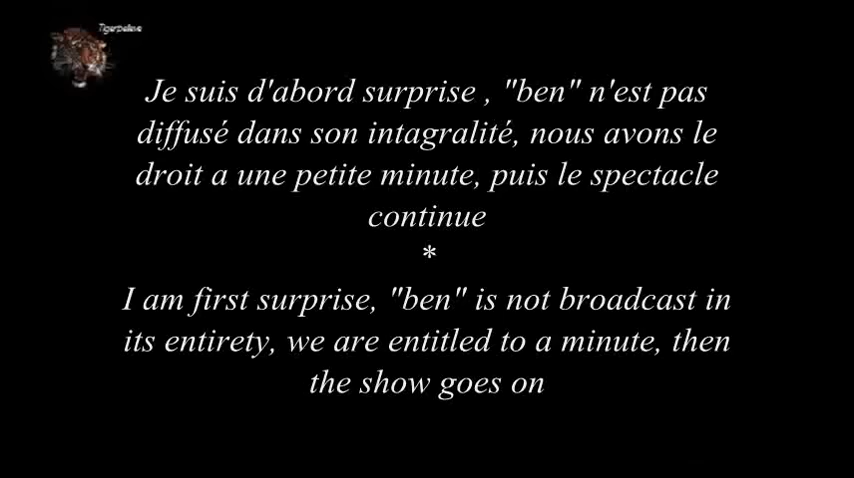 Tigerpelleve
Je suis d'abord surprise , "ben" n'est pas
diffusé dans son intagralité, nous avons le
droit a une petite minute, puis le spectacle
continue
*
I am first surprise, "ben" is not broadcast in
its entirety, we are entitled to a minute, then
the show goes on